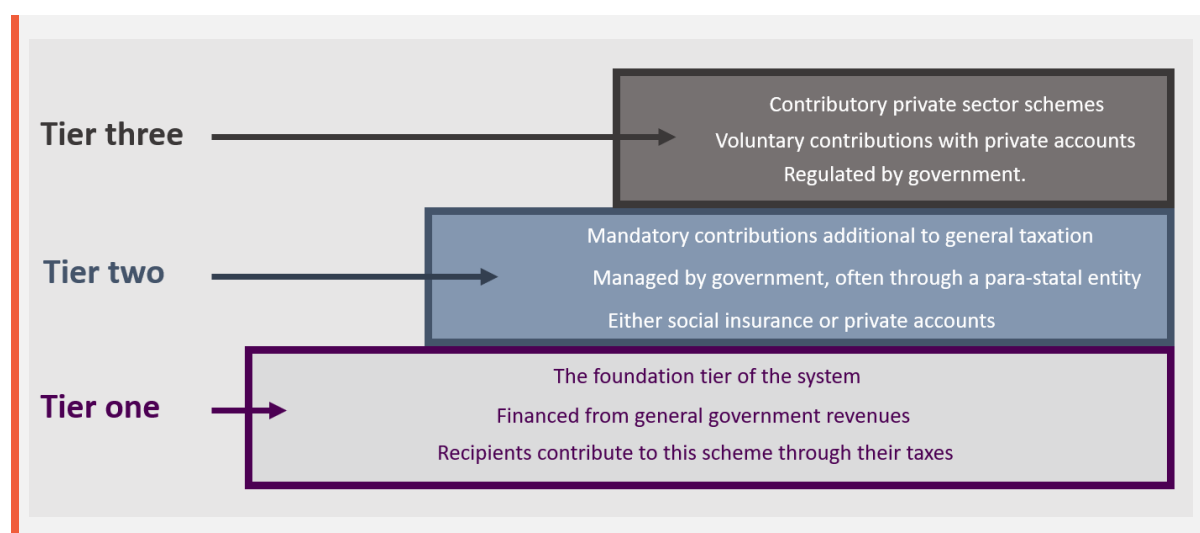 Tier three
Contributory private sector schemes
Voluntary contributions with private accounts
Regulated by government.
Tier two
Mandatory contributions additional to general taxation
Managed by government, often through a para-statal entity
Either social insurance or private accounts
Tier one
The foundation tier of the system
Financed from general government revenues
Recipients contribute to this scheme through their taxes